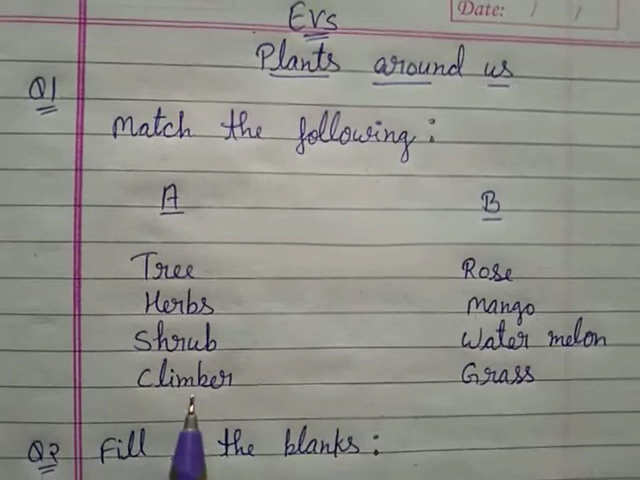 Date: / /
EVS
Plants around us
Q1
Match the following:
A B
Tree Rose
Herbs Mango
Shrub Water melon
Climber Grass
Q2 Fill the blanks: